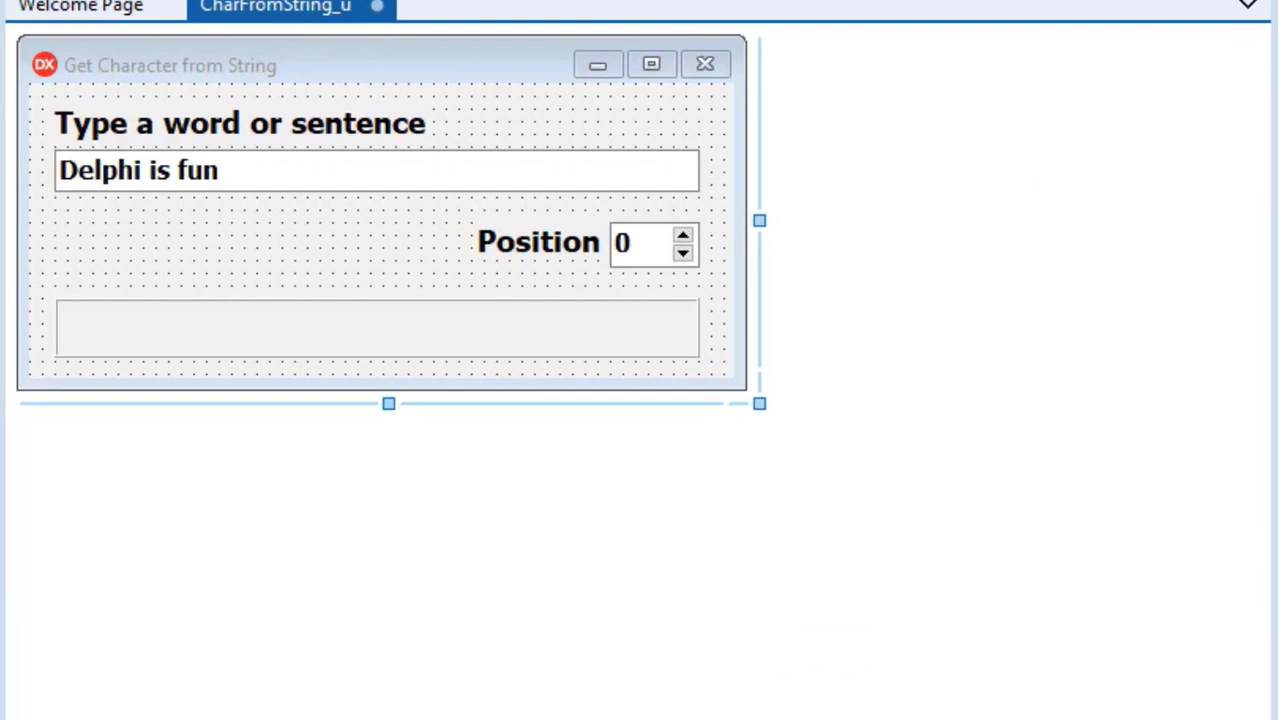 Welcome Page
CharFromString_u
DX Get Character from String
Type a word or sentence
Delphi is fun
Position 0